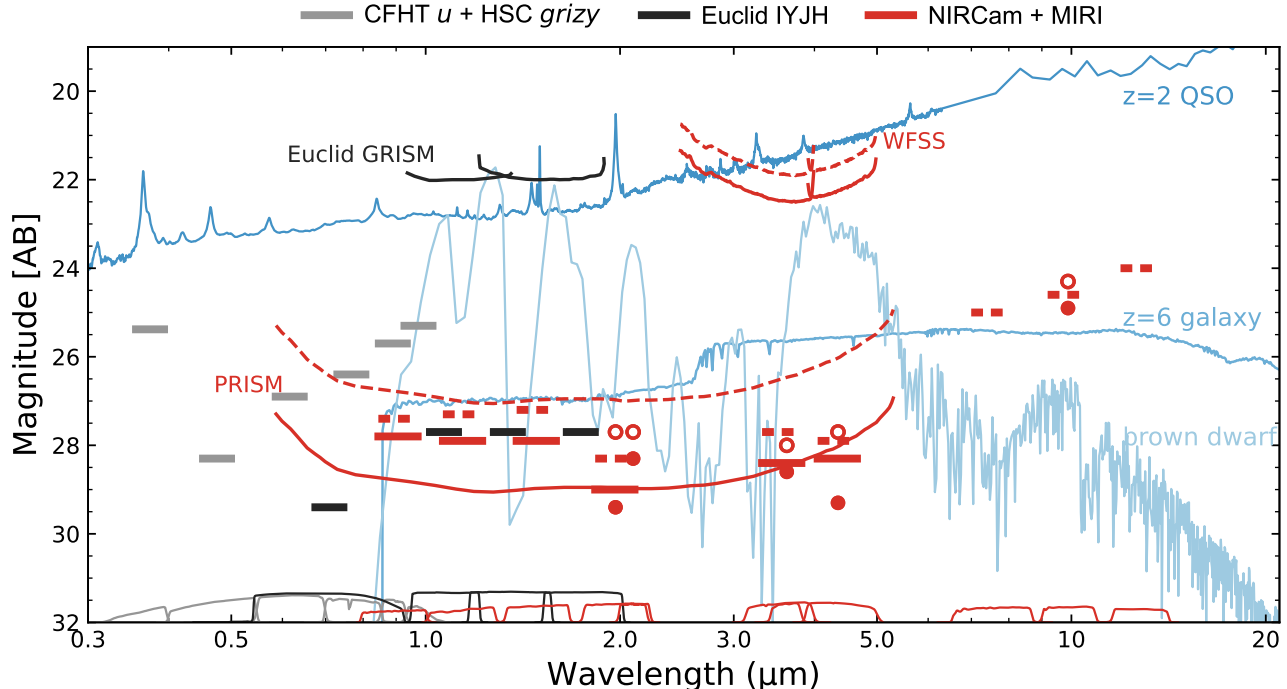 CFHT u + HSC grizy Euclid IYJH NIRCam + MIRI
20
22
24
26
28
30
32
Magnitude [AB]
z=2 QSO
Euclid GRISM
WFSS
z=6 galaxy
PRISM
brown dwarf
0.3 0.5 1.0 2.0 3.0 5.0 10 20
Wavelength (μm)